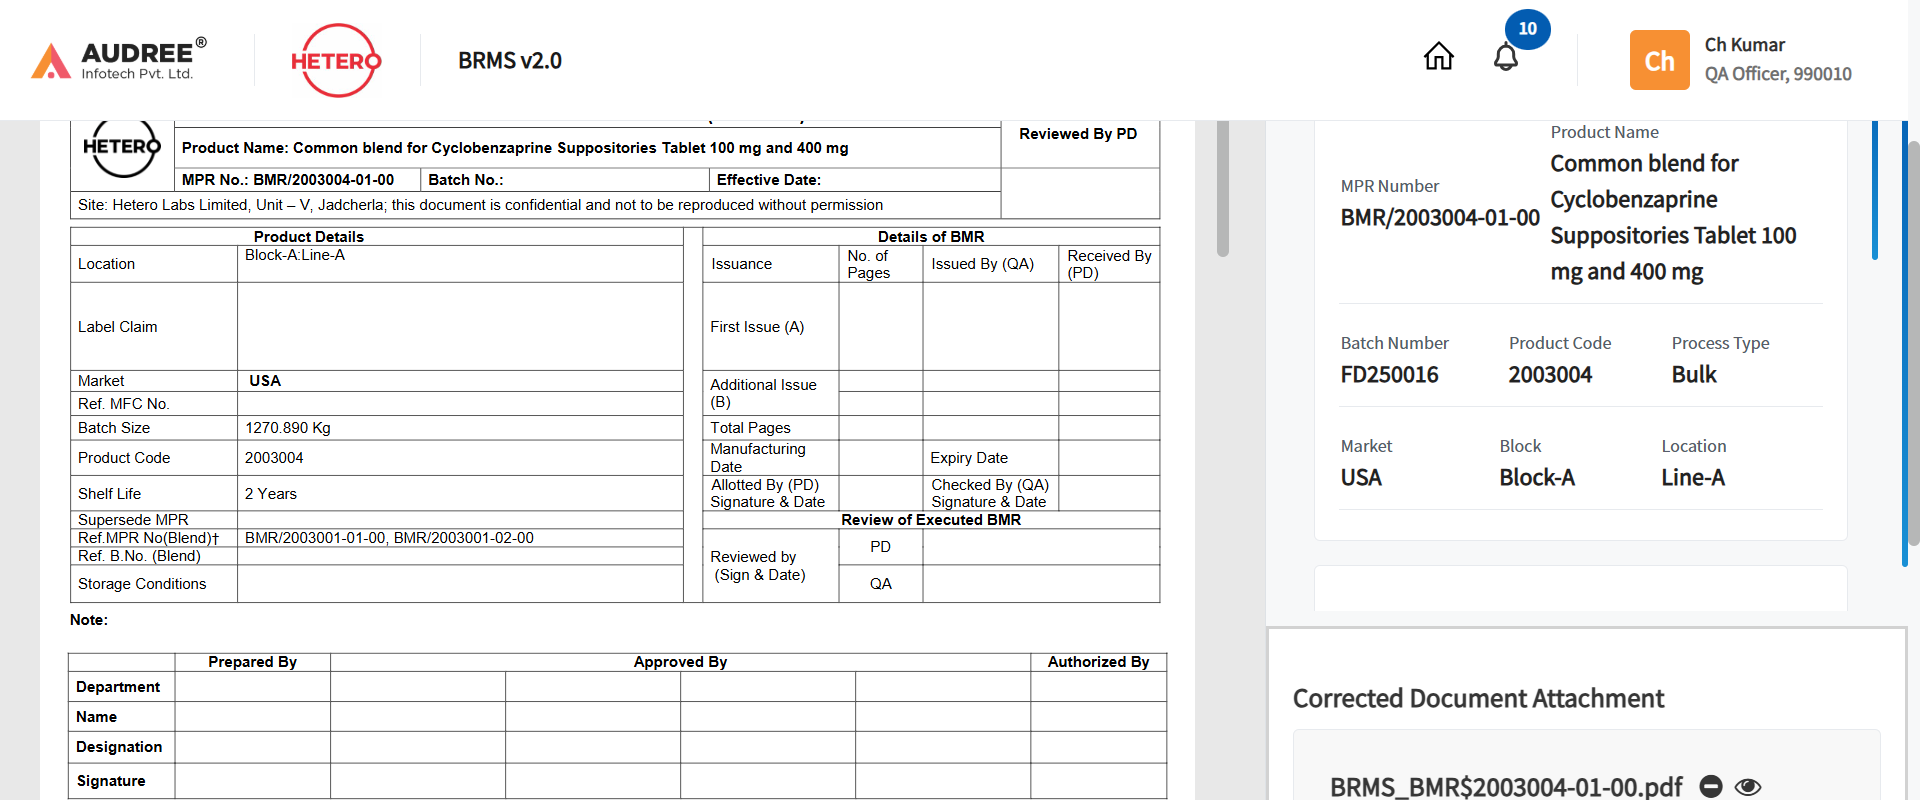 AUDREE®
Infotech Pvt. Ltd.
HETERO
BRMS v2.0
10
Ch
Ch Kumar
QA Officer, 990010
HETERO
Reviewed By PD
Product Name: Common blend for Cyclobenzaprine Suppositories Tablet 100 mg and 400 mg
MPR No.: BMR/2003004-01-00 Batch No.: Effective Date:
Site: Hetero Labs Limited, Unit – V, Jadcherla; this document is confidential and not to be reproduced without permission
Product Details
Location Block-A:Line-A
Label Claim
Market USA
Ref. MFC No.
Batch Size 1270.890 Kg
Product Code 2003004
Shelf Life 2 Years
Supersede MPR
Ref.MPR No(Blend)† BMR/2003001-01-00, BMR/2003001-02-00
Ref. B.No. (Blend)
Storage Conditions
Details of BMR
Issuance
No. of
Pages
Issued By (QA)
Received By
(PD)
First Issue (A)
Additional Issue
(B)
Total Pages
Manufacturing
Date
Expiry Date
Allotted By (PD)
Signature & Date
Checked By (QA)
Signature & Date
Review of Executed BMR
Reviewed by
(Sign & Date)
PD
QA
Note:
Prepared By Approved By Authorized By
Department
Name
Designation
Signature
MPR Number
BMR/2003004-01-00
Product Name
Common blend for
Cyclobenzaprine
Suppositories Tablet 100
mg and 400 mg
Batch Number Product Code Process Type
FD250016 2003004 Bulk
Market Block Location
USA Block-A Line-A
Corrected Document Attachment
BRMS_BMR$2003004-01-00.pdf